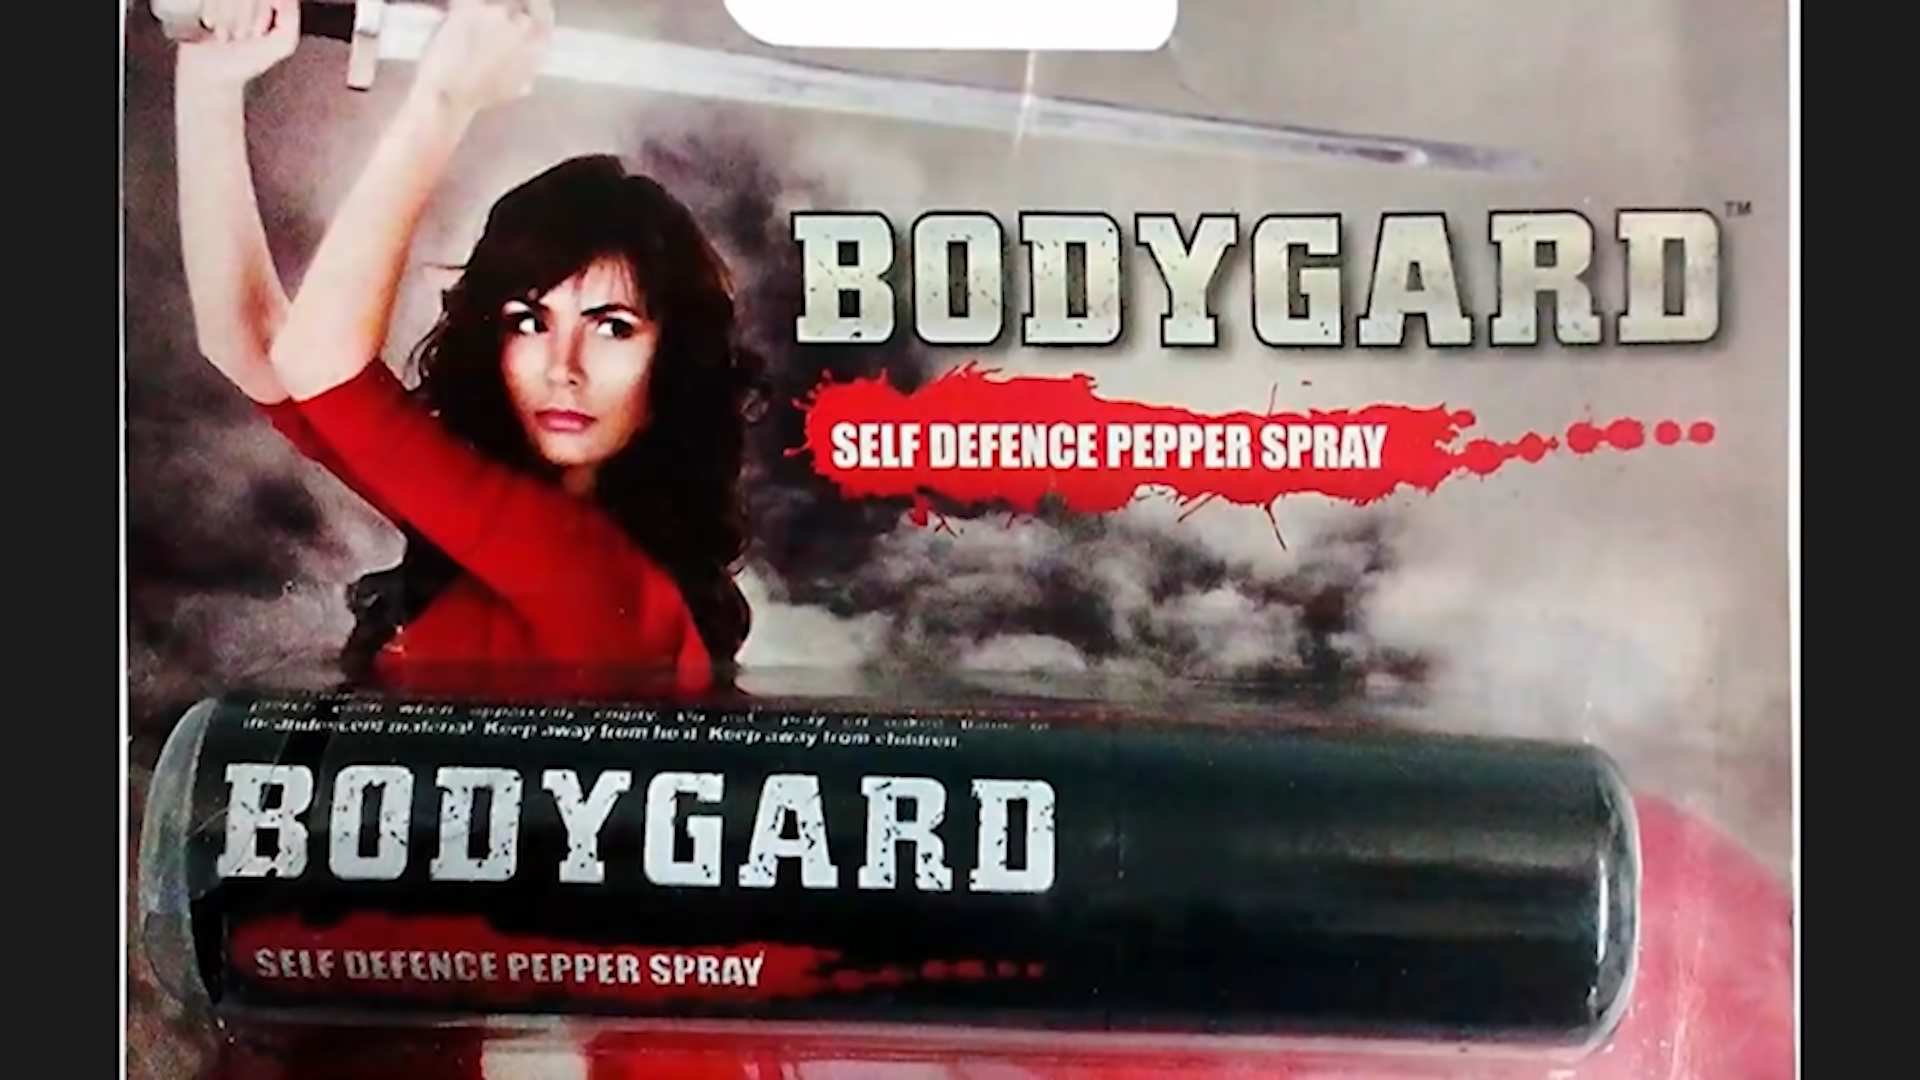 BODYGARD™
SELF DEFENCE PEPPER SPRAY
Keep away from heat. Keep away from children
BODYGARD
SELF DEFENCE PEPPER SPRAY